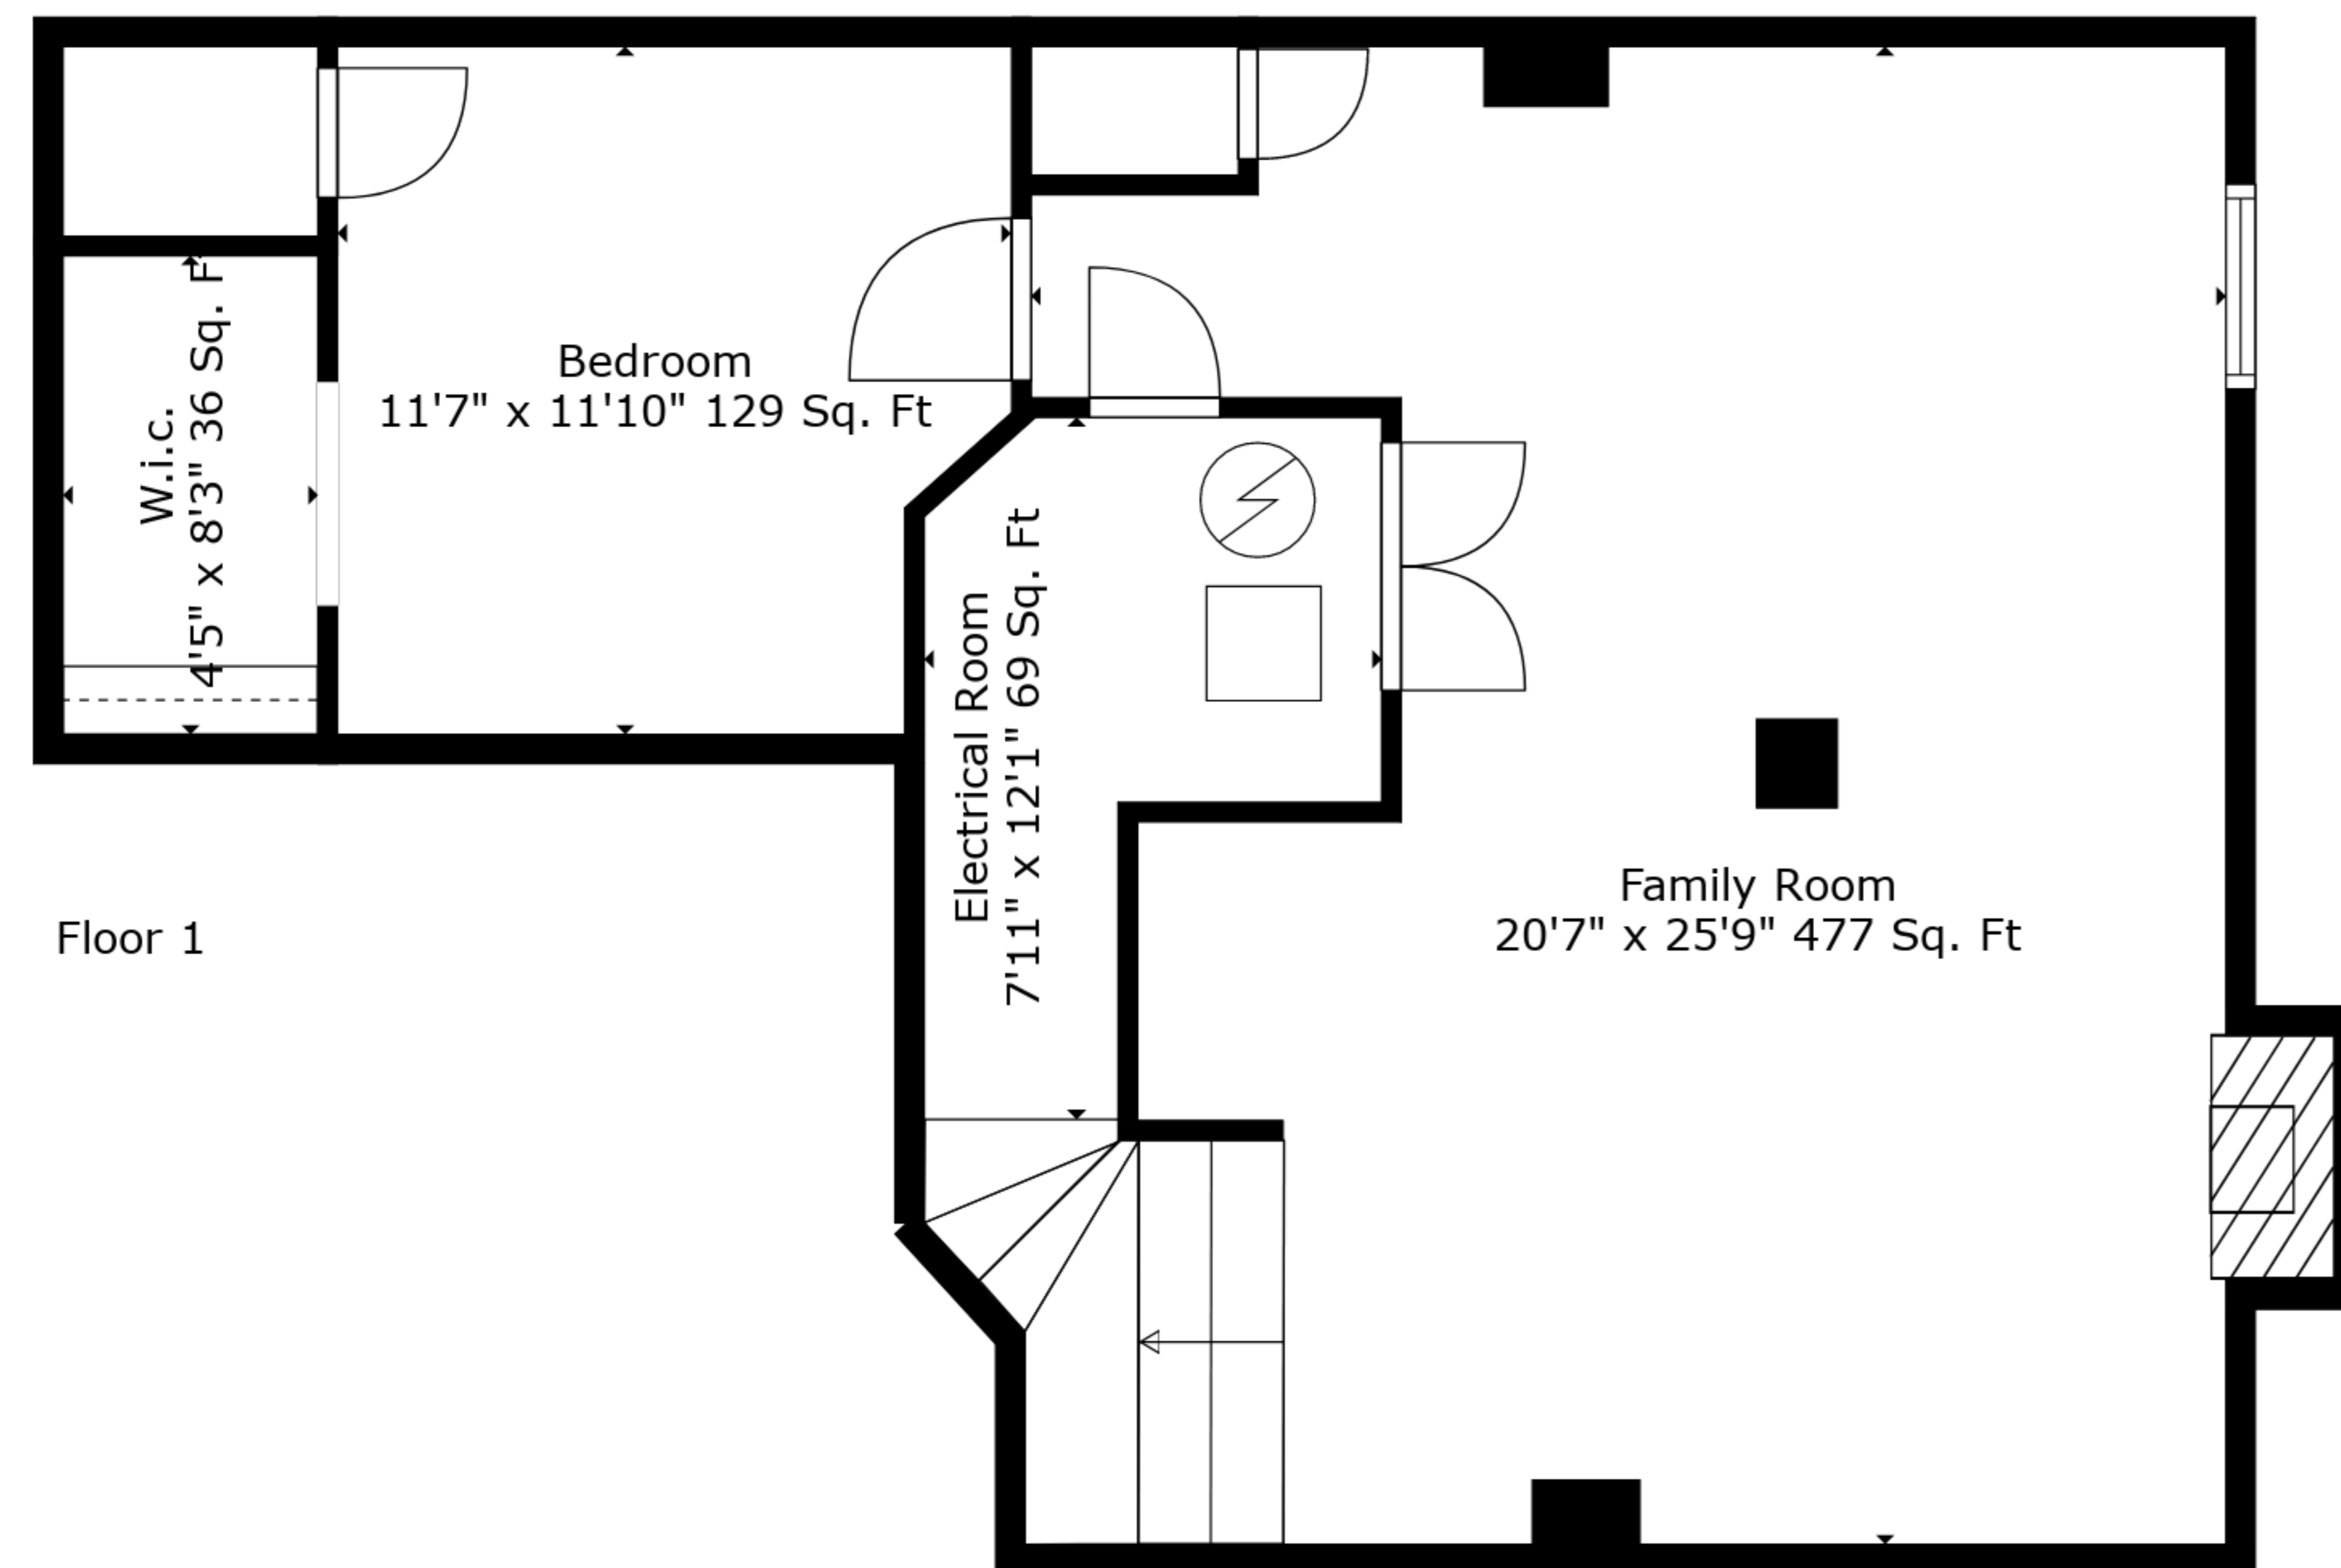 Bedroom
11'7" x 11'10" 129 Sq. Ft
W.i.c.
4'5" x 8'3" 36 Sq. F
Electrical Room
7'11" x 12'1" 69 Sq. Ft
Family Room
20'7" x 25'9" 477 Sq. Ft
Floor 1